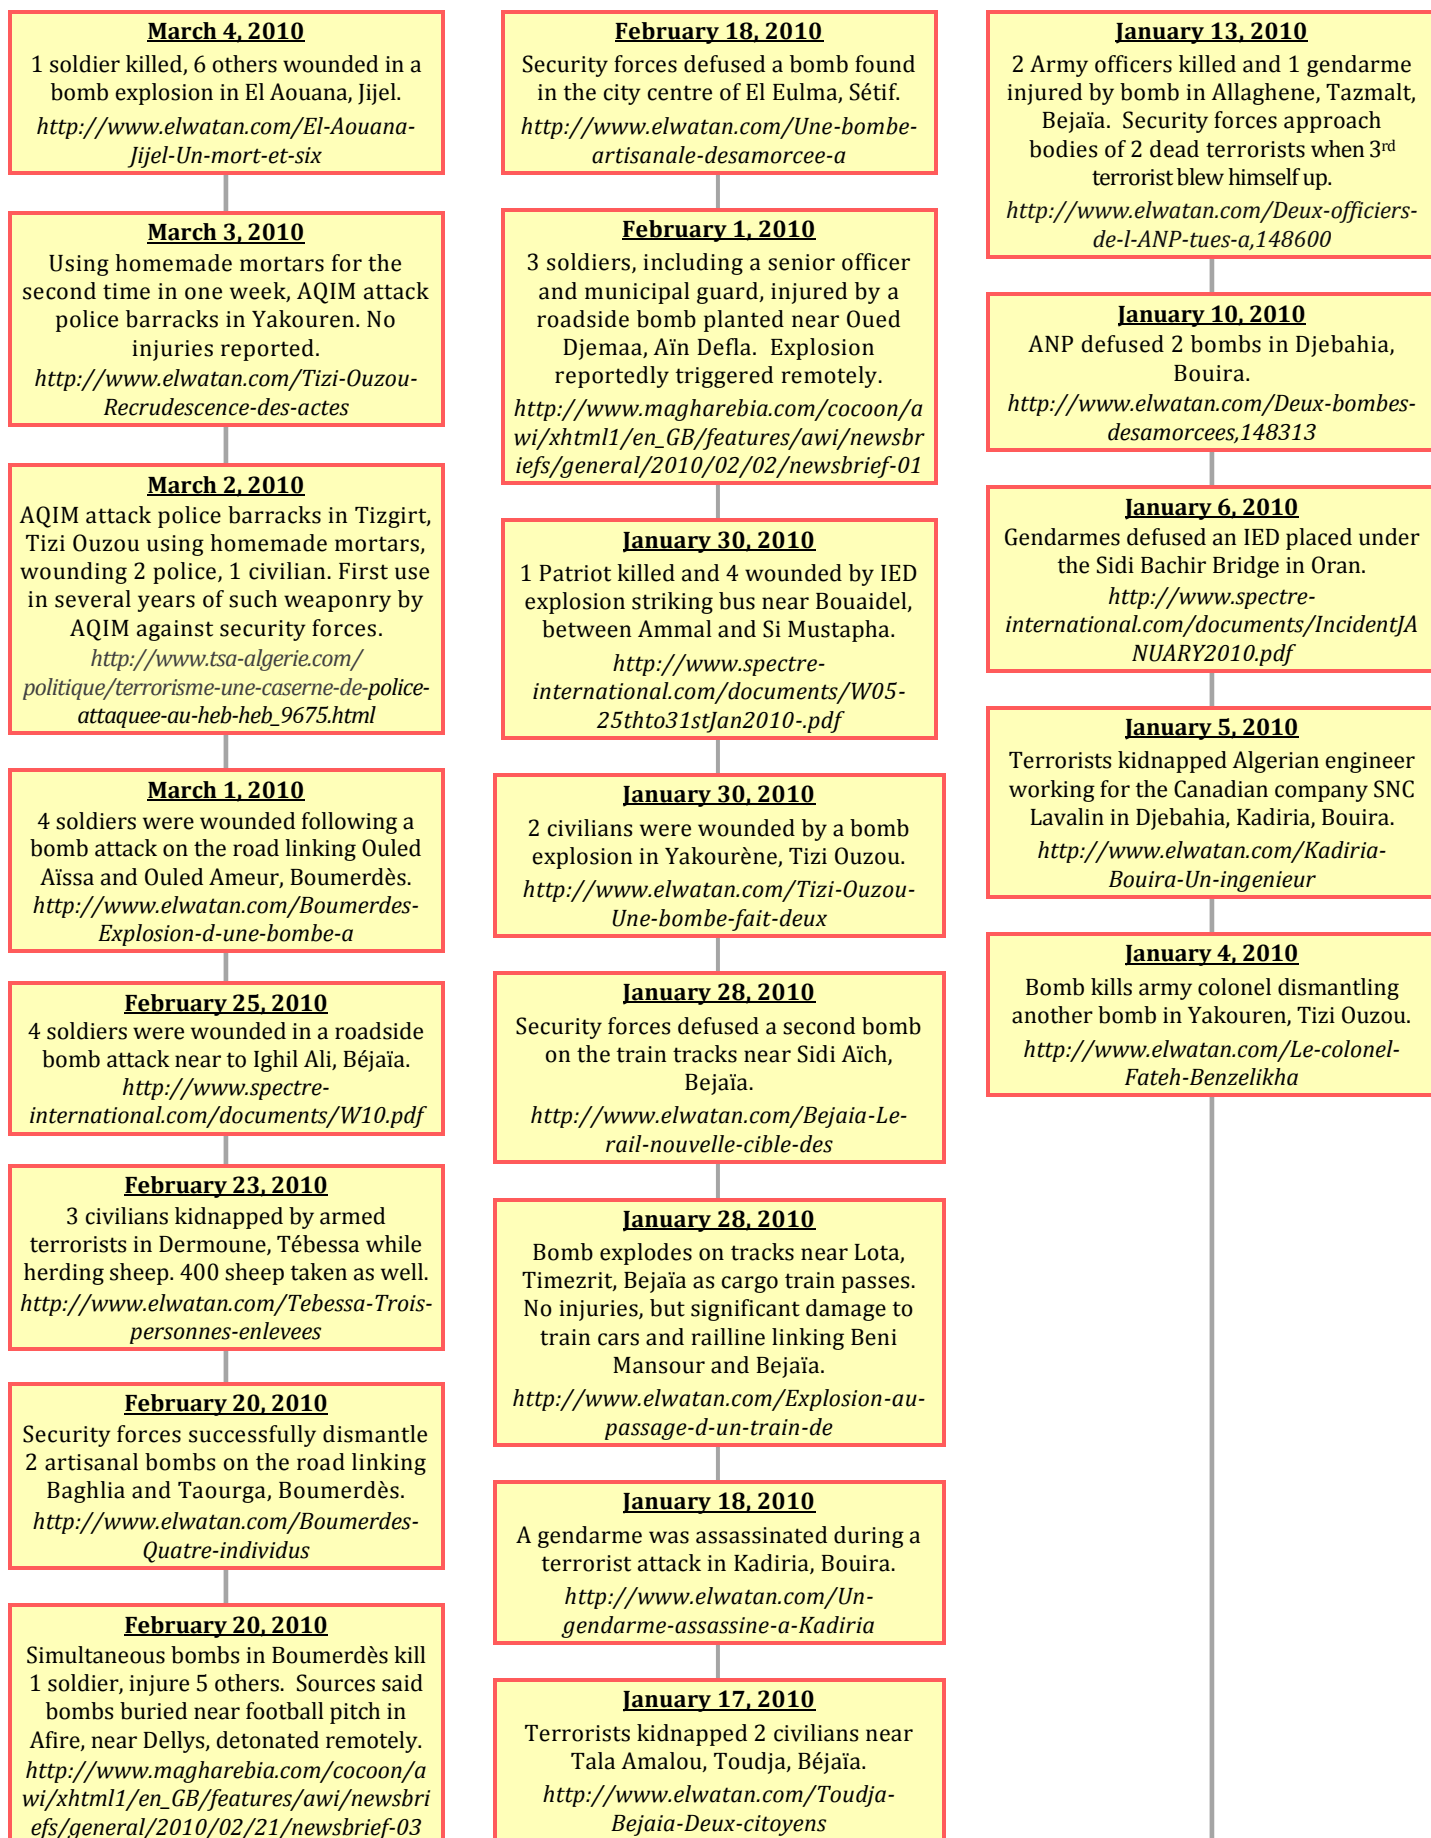 March 4, 2010
1 soldier killed, 6 others wounded in a
bomb explosion in El Aouana, Jijel.
http://www.elwatan.com/El-Aouana-
Jijel-Un-mort-et-six
March 3, 2010
Using homemade mortars for the
second time in one week, AQIM attack
police barracks in Yakouren. No
injuries reported.
http://www.elwatan.com/Tizi-Ouzou-
Recrudescence-des-actes
March 2, 2010
AQIM attack police barracks in Tizgirt,
Tizi Ouzou using homemade mortars,
wounding 2 police, 1 civilian. First use
in several years of such weaponry by
AQIM against security forces.
http://www.tsa-algerie.com/
politique/terrorisme-une-caserne-de-police-
attaquee-au-heb-heb_9675.html
March 1, 2010
4 soldiers were wounded following a
bomb attack on the road linking Ouled
Aïssa and Ouled Ameur, Boumerdès.
http://www.elwatan.com/Boumerdes-
Explosion-d-une-bombe-a
February 25, 2010
4 soldiers were wounded in a roadside
bomb attack near to Ighil Ali, Béjaïa.
http://www.spectre-
international.com/documents/W10.pdf
February 23, 2010
3 civilians kidnapped by armed
terrorists in Dermoune, Tébessa while
herding sheep. 400 sheep taken as well.
http://www.elwatan.com/Tebessa-Trois-
personnes-enlevees
February 20, 2010
Security forces successfully dismantle
2 artisanal bombs on the road linking
Baghlia and Taourga, Boumerdès.
http://www.elwatan.com/Boumerdes-
Quatre-individus
February 20, 2010
Simultaneous bombs in Boumerdès kill
1 soldier, injure 5 others. Sources said
bombs buried near football pitch in
Afire, near Dellys, detonated remotely.
http://www.magharebia.com/cocoon/a
wi/xhtml1/en_GB/features/awi/newsbri
efs/general/2010/02/21/newsbrief-03
February 18, 2010
Security forces defused a bomb found
in the city centre of El Eulma, Sétif.
http://www.elwatan.com/Une-bombe-
artisanale-desamorcee-a
February 1, 2010
3 soldiers, including a senior officer
and municipal guard, injured by a
roadside bomb planted near Oued
Djemaa, Aïn Defla. Explosion
reportedly triggered remotely.
http://www.magharebia.com/cocoon/a
wi/xhtml1/en_GB/features/awi/newsbr
iefs/general/2010/02/02/newsbrief-01
January 30, 2010
1 Patriot killed and 4 wounded by IED
explosion striking bus near Bouaidel,
between Ammal and Si Mustapha.
http://www.spectre-
international.com/documents/W05-
25thto31stJan2010-.pdf
January 30, 2010
2 civilians were wounded by a bomb
explosion in Yakourène, Tizi Ouzou.
http://www.elwatan.com/Tizi-Ouzou-
Une-bombe-fait-deux
January 28, 2010
Security forces defused a second bomb
on the train tracks near Sidi Aïch,
Bejaïa.
http://www.elwatan.com/Bejaia-Le-
rail-nouvelle-cible-des
January 28, 2010
Bomb explodes on tracks near Lota,
Timezrit, Bejaïa as cargo train passes.
No injuries, but significant damage to
train cars and railline linking Beni
Mansour and Bejaïa.
http://www.elwatan.com/Explosion-au-
passage-d-un-train-de
January 18, 2010
A gendarme was assassinated during a
terrorist attack in Kadiria, Bouira.
http://www.elwatan.com/Un-
gendarme-assassine-a-Kadiria
January 17, 2010
Terrorists kidnapped 2 civilians near
Tala Amalou, Toudja, Béjaïa.
http://www.elwatan.com/Toudja-
Bejaia-Deux-citoyens
January 13, 2010
2 Army officers killed and 1 gendarme
injured by bomb in Allaghene, Tazmalt,
Bejaïa. Security forces approach
bodies of 2 dead terrorists when 3rd
terrorist blew himself up.
http://www.elwatan.com/Deux-officiers-
de-l-ANP-tues-a,148600
January 10, 2010
ANP defused 2 bombs in Djebahia,
Bouira.
http://www.elwatan.com/Deux-bombes-
desamorcees,148313
January 6, 2010
Gendarmes defused an IED placed under
the Sidi Bachir Bridge in Oran.
http://www.spectre-
international.com/documents/IncidentJA
NUARY2010.pdf
January 5, 2010
Terrorists kidnapped Algerian engineer
working for the Canadian company SNC
Lavalin in Djebahia, Kadiria, Bouira.
http://www.elwatan.com/Kadiria-
Bouira-Un-ingenieur
January 4, 2010
Bomb kills army colonel dismantling
another bomb in Yakouren, Tizi Ouzou.
http://www.elwatan.com/Le-colonel-
Fateh-Benzelikha